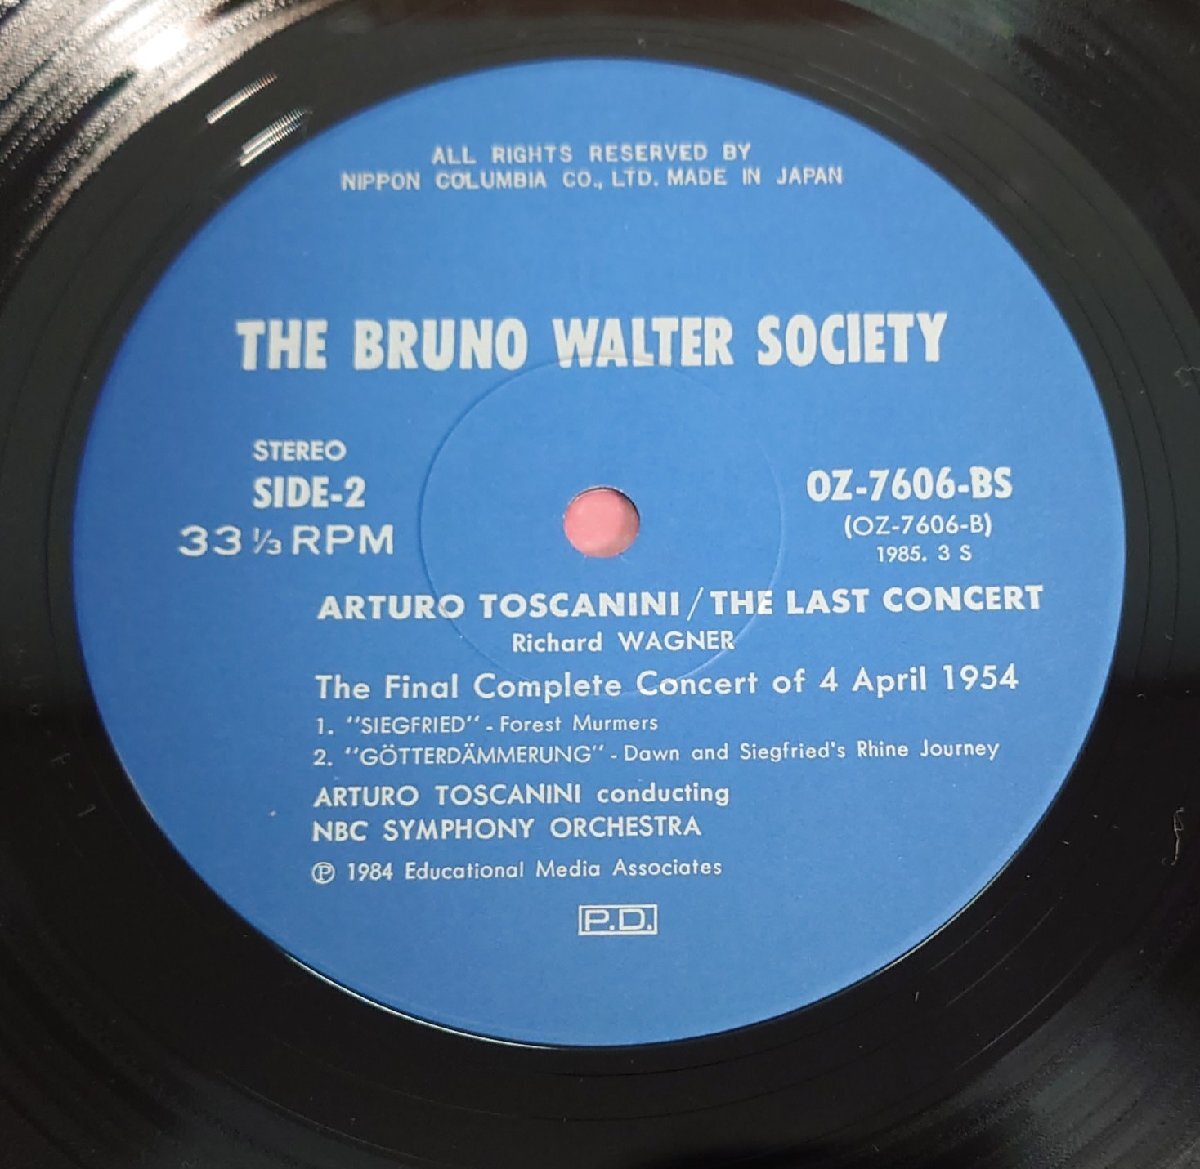 ALL RIGHTS RESERVED BY
NIPPON COLUMBIA CO., LTD. MADE IN JAPAN
THE BRUNO WALTER SOCIETY
STEREO
SIDE-2
33 1/3 RPM
OZ-7606-BS
(OZ-7606-B)
1985. 3 S
ARTURO TOSCANINI / THE LAST CONCERT
Richard WAGNER
The Final Complete Concert of 4 April 1954
1. "SIEGFRIED" - Forest Murmers
2. "GÖTTERDÄMMERUNG" - Dawn and Siegfried's Rhine Journey
ARTURO TOSCANINI conducting
NBC SYMPHONY ORCHESTRA
℗ 1984 Educational Media Associates
P.D.